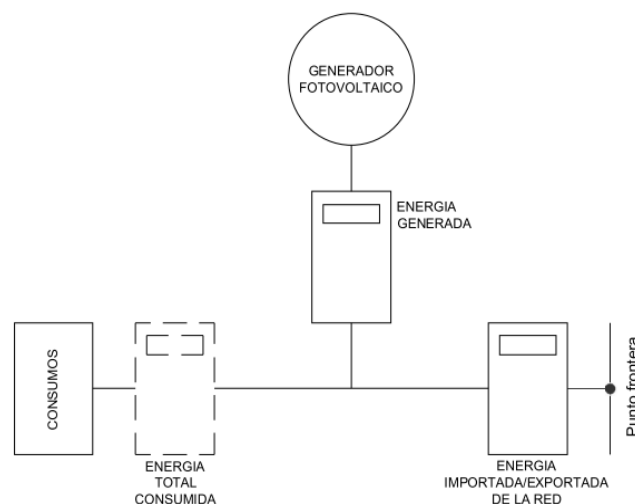 GENERADOR
FOTOVOLTAICO
ENERGIA
GENERADA
CONSUMOS
ENERGIA
TOTAL
CONSUMIDA
ENERGIA
IMPORTADA/EXPORTADA
DE LA RED
Punto frontera